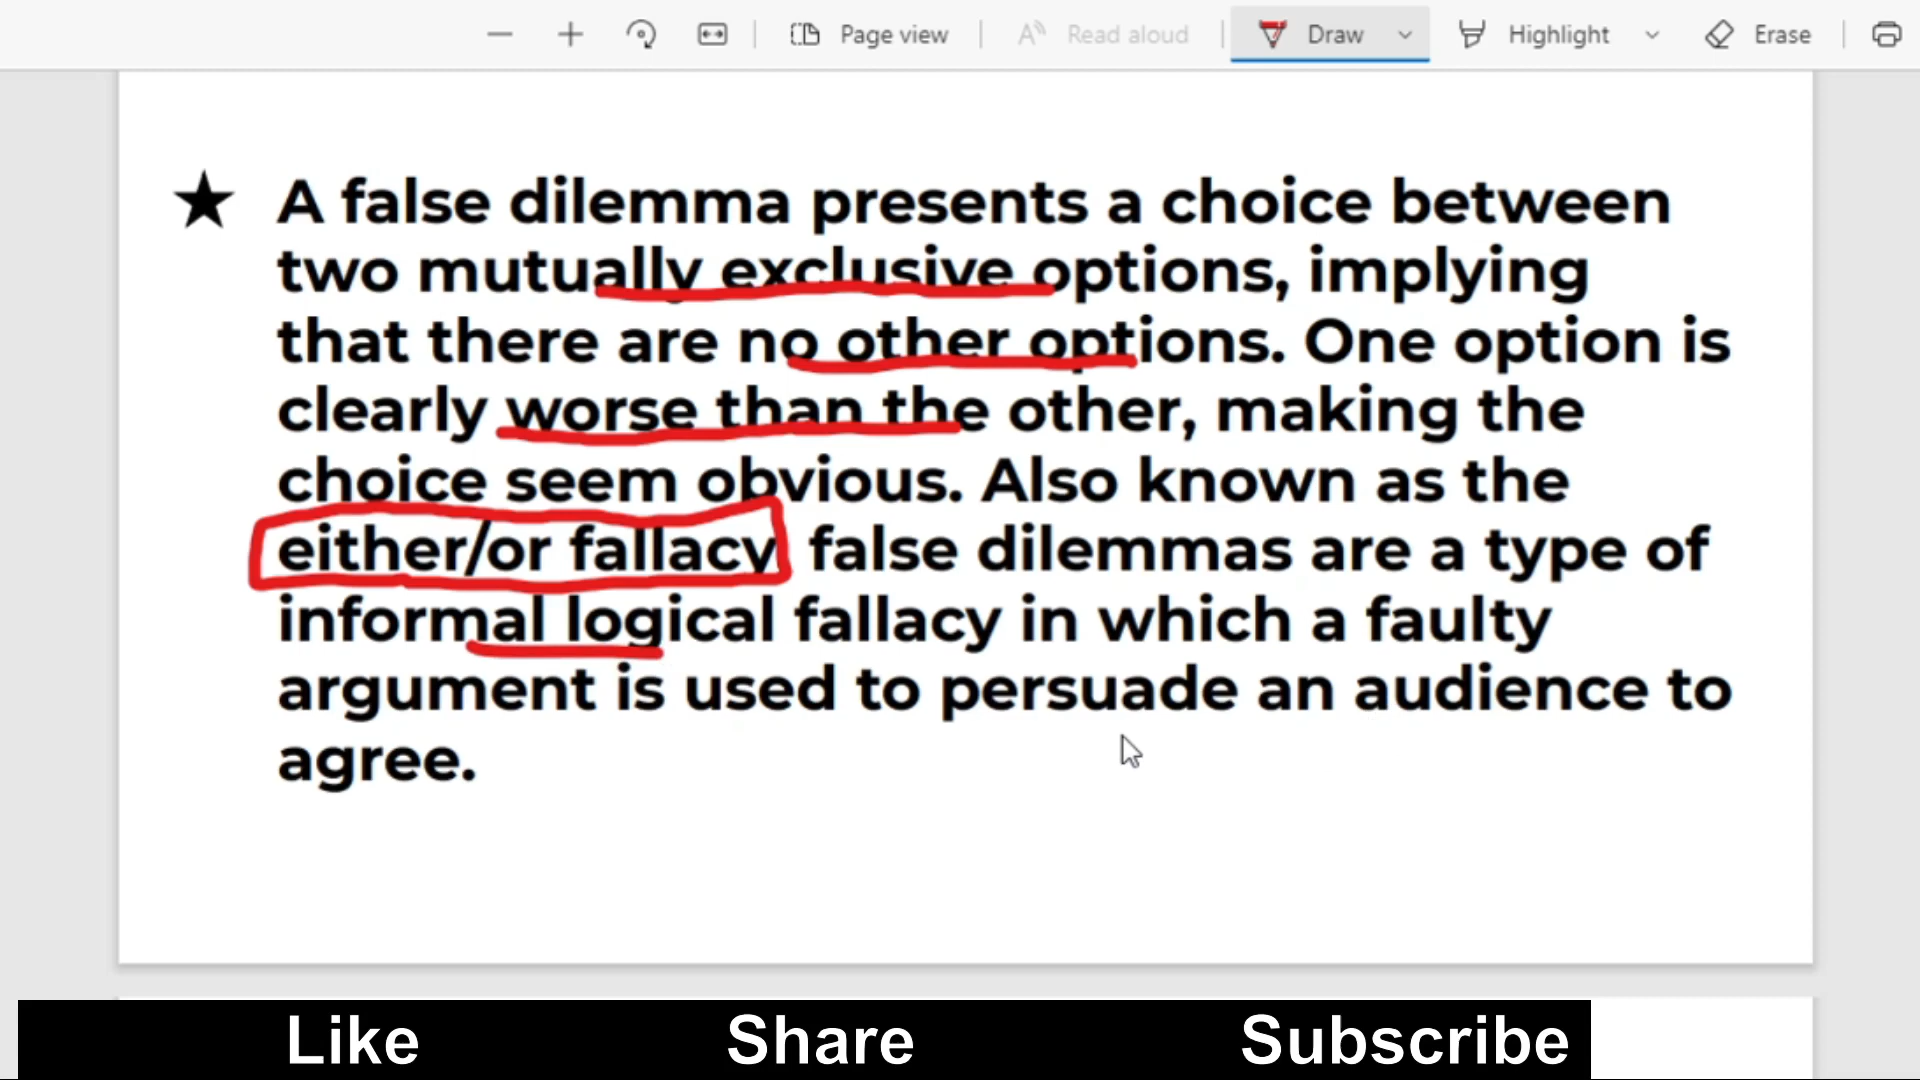 Page view Read aloud Draw Highlight Erase
A false dilemma presents a choice between
two mutually exclusive options, implying
that there are no other options. One option is
clearly worse than the other, making the
choice seem obvious. Also known as the
either/or fallacy false dilemmas are a type of
informal logical fallacy in which a faulty
argument is used to persuade an audience to
agree.
Like Share Subscribe